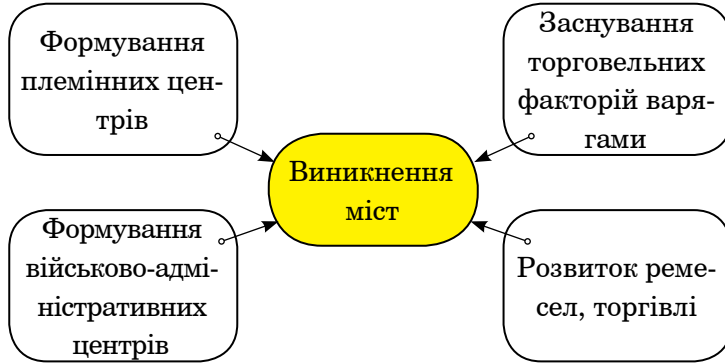 Формування
племінних цен-
трів
Заснування
торговельних
факторій варя-
гами
Виникнення
міст
Формування
військово-адмі-
ністративних
центрів
Розвиток реме-
сел, торгівлі